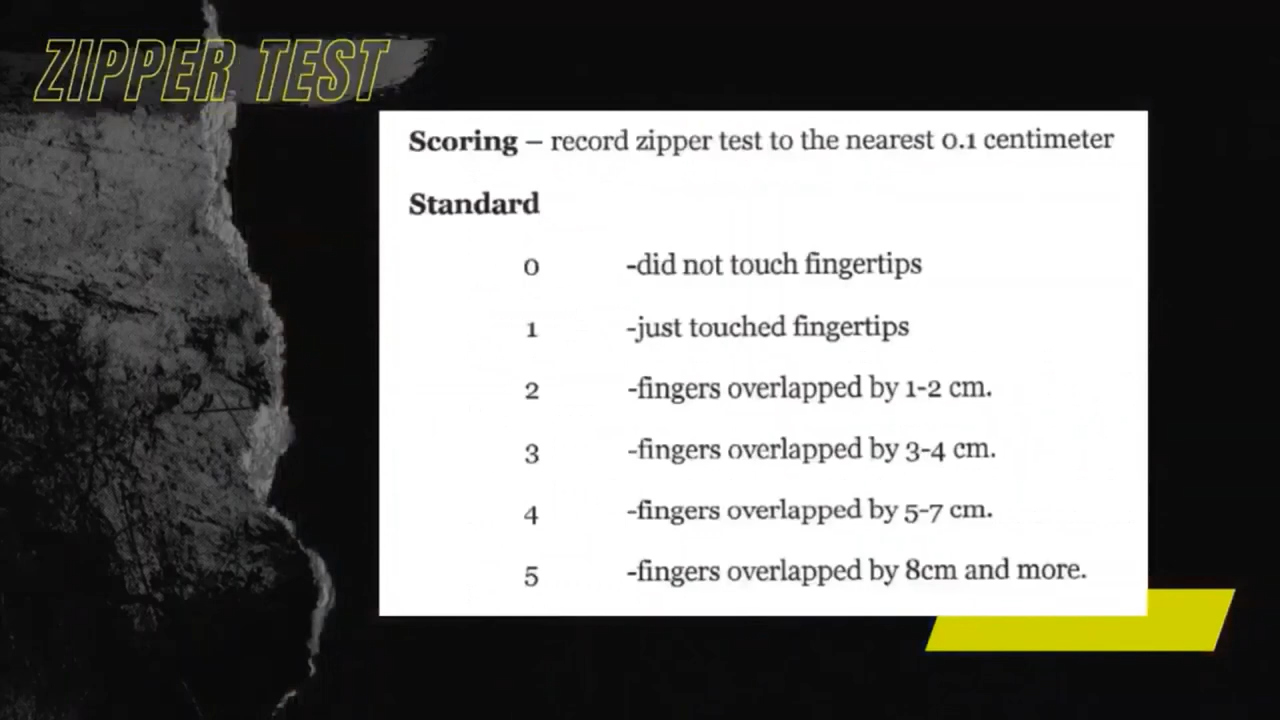 ZIPPER TEST
Scoring – record zipper test to the nearest 0.1 centimeter
Standard
0 -did not touch fingertips
1 -just touched fingertips
2 -fingers overlapped by 1-2 cm.
3 -fingers overlapped by 3-4 cm.
4 -fingers overlapped by 5-7 cm.
5 -fingers overlapped by 8cm and more.